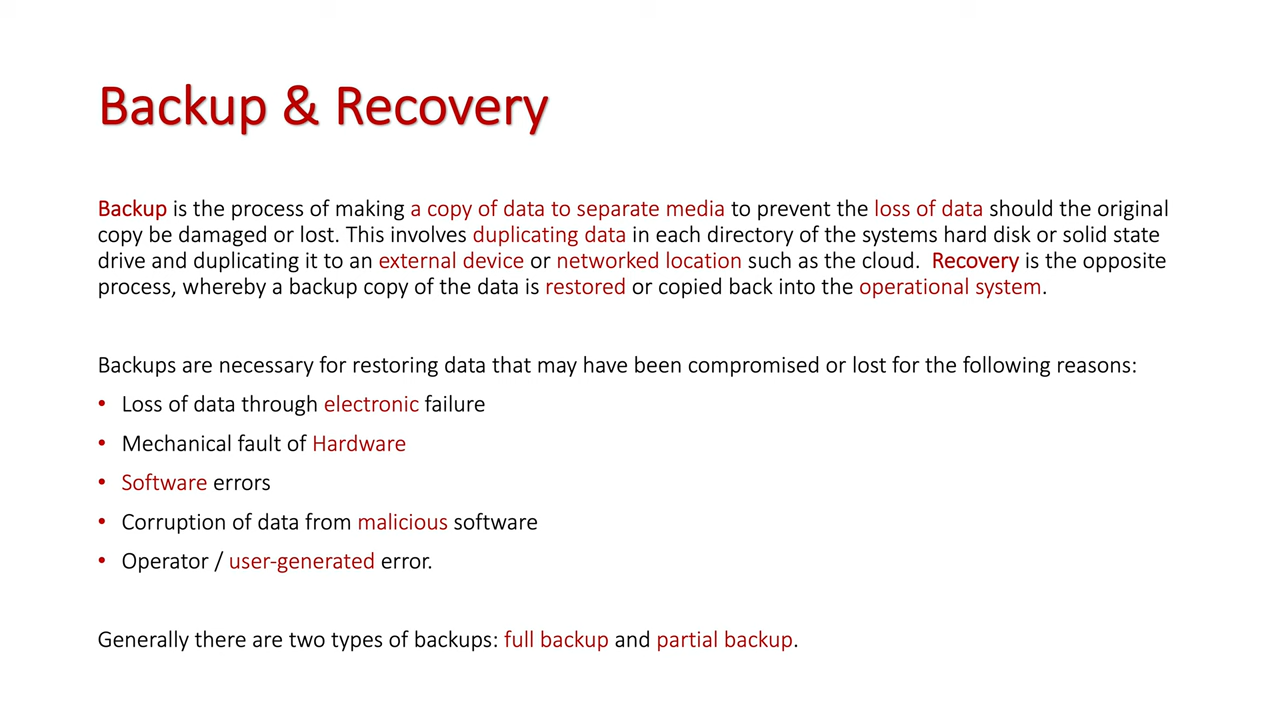 Backup & Recovery
Backup is the process of making a copy of data to separate media to prevent the loss of data should the original
copy be damaged or lost. This involves duplicating data in each directory of the systems hard disk or solid state
drive and duplicating it to an external device or networked location such as the cloud.  Recovery is the opposite
process, whereby a backup copy of the data is restored or copied back into the operational system.
Backups are necessary for restoring data that may have been compromised or lost for the following reasons:
• Loss of data through electronic failure
• Mechanical fault of Hardware
• Software errors
• Corruption of data from malicious software
• Operator / user-generated error.
Generally there are two types of backups: full backup and partial backup.